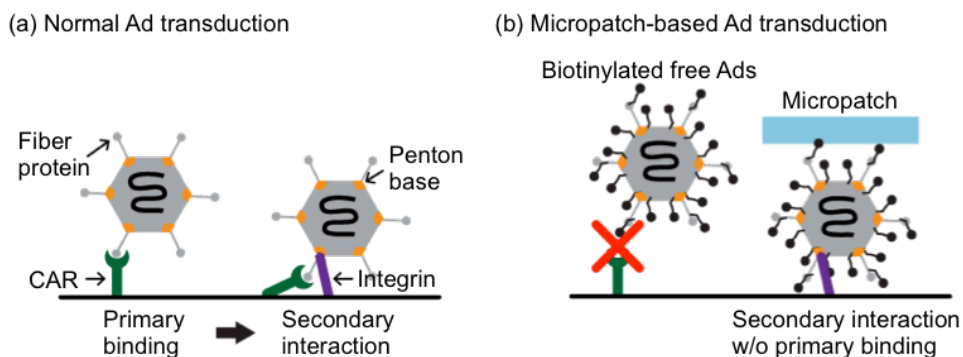 (a) Normal Ad transduction
Fiber
protein
Penton
base
CAR
Integrin
Primary
binding
Secondary
interaction
(b) Micropatch-based Ad transduction
Biotinylated free Ads
Micropatch
Secondary interaction
w/o primary binding